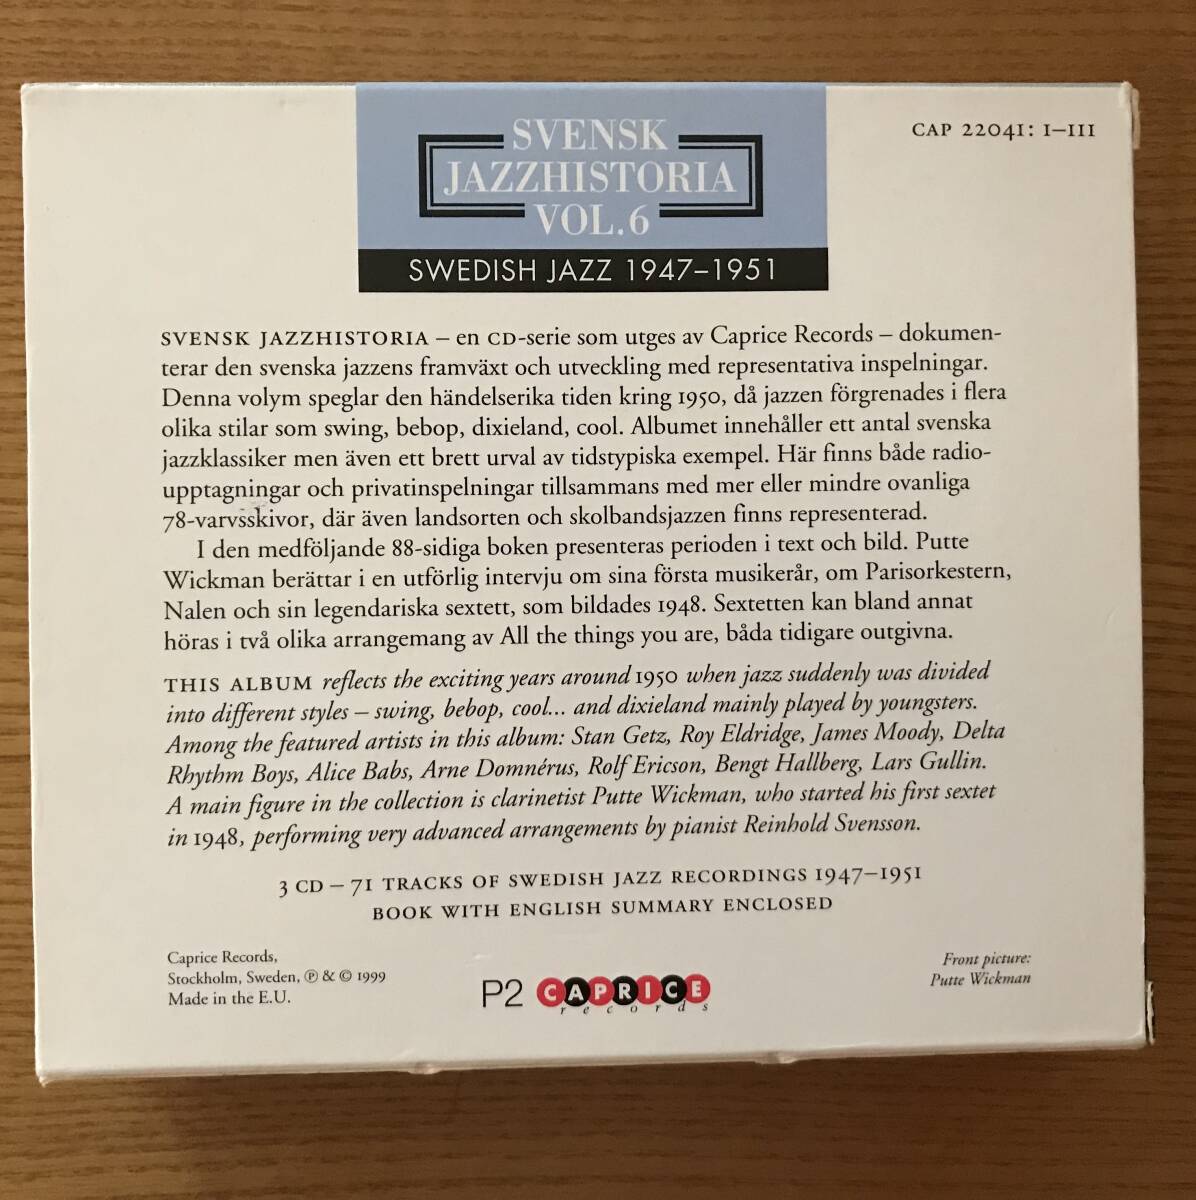 SVENSK
JAZZHISTORIA
VOL.6
SWEDISH JAZZ 1947–1951
CAP 22041: I–III
SVENSK JAZZHISTORIA – en CD-serie som utges av Caprice Records – dokumen-
terar den svenska jazzens framväxt och utveckling med representativa inspelningar.
Denna volym speglar den händelserika tiden kring 1950, då jazzen förgrenades i flera
olika stilar som swing, bebop, dixieland, cool. Albumet innehåller ett antal svenska
jazzklassiker men även ett brett urval av tidstypiska exempel. Här finns både radio-
upptagningar och privatinspelningar tillsammans med mer eller mindre ovanliga
78-varvsskivor, där även landsorten och skolbandsjazzen finns representerad.
I den medföljande 88-sidiga boken presenteras perioden i text och bild. Putte
Wickman berättar i en utförlig intervju om sina första musikerår, om Parisorkestern,
Nalen och sin legendariska sextett, som bildades 1948. Sextetten kan bland annat
höras i två olika arrangemang av All the things you are, båda tidigare outgivna.
THIS ALBUM reflects the exciting years around 1950 when jazz suddenly was divided
into different styles – swing, bebop, cool... and dixieland mainly played by youngsters.
Among the featured artists in this album: Stan Getz, Roy Eldridge, James Moody, Delta
Rhythm Boys, Alice Babs, Arne Domnérus, Rolf Ericson, Bengt Hallberg, Lars Gullin.
A main figure in the collection is clarinetist Putte Wickman, who started his first sextet
in 1948, performing very advanced arrangements by pianist Reinhold Svensson.
3 CD – 71 TRACKS OF SWEDISH JAZZ RECORDINGS 1947–1951
BOOK WITH ENGLISH SUMMARY ENCLOSED
Caprice Records,
Stockholm, Sweden, ℗ & © 1999
Made in the E.U.
P2 CAPRICE
records
Front picture:
Putte Wickman